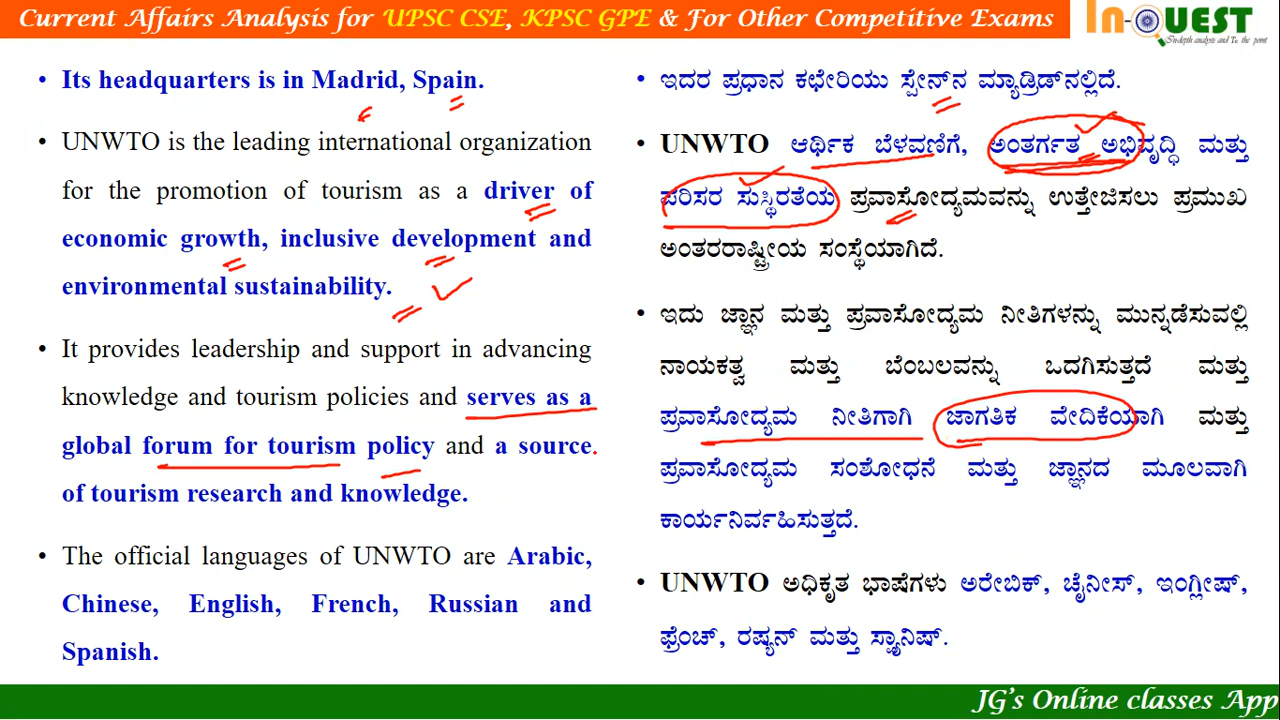 Current Affairs Analysis for UPSC CSE, KPSC GPE & For Other Competitive Exams
In-QUEST
In-depth analysis and To the point
• Its headquarters is in Madrid, Spain.
• UNWTO is the leading international organization
for the promotion of tourism as a driver of
economic growth, inclusive development and
environmental sustainability.
• It provides leadership and support in advancing
knowledge and tourism policies and serves as a
global forum for tourism policy and a source
of tourism research and knowledge.
• The official languages of UNWTO are Arabic,
Chinese, English, French, Russian and
Spanish.
• ಇದರ ಪ್ರಧಾನ ಕಛೇರಿಯು ಸ್ಪೇನ್‌ನ ಮ್ಯಾಡ್ರಿಡ್‌ನಲ್ಲಿದೆ.
• UNWTO ಆರ್ಥಿಕ ಬೆಳವಣಿಗೆ, ಅಂತರ್ಗತ ಅಭಿವೃದ್ಧಿ ಮತ್ತು
ಪರಿಸರ ಸುಸ್ಥಿರತೆಯ ಪ್ರವಾಸೋದ್ಯಮವನ್ನು ಉತ್ತೇಜಿಸಲು ಪ್ರಮುಖ
ಅಂತರರಾಷ್ಟ್ರೀಯ ಸಂಸ್ಥೆಯಾಗಿದೆ.
• ಇದು ಜ್ಞಾನ ಮತ್ತು ಪ್ರವಾಸೋದ್ಯಮ ನೀತಿಗಳನ್ನು ಮುನ್ನಡೆಸುವಲ್ಲಿ
ನಾಯಕತ್ವ ಮತ್ತು ಬೆಂಬಲವನ್ನು ಒದಗಿಸುತ್ತದೆ ಮತ್ತು
ಪ್ರವಾಸೋದ್ಯಮ ನೀತಿಗಾಗಿ ಜಾಗತಿಕ ವೇದಿಕೆಯಾಗಿ ಮತ್ತು
ಪ್ರವಾಸೋದ್ಯಮ ಸಂಶೋಧನೆ ಮತ್ತು ಜ್ಞಾನದ ಮೂಲವಾಗಿ
ಕಾರ್ಯನಿರ್ವಹಿಸುತ್ತದೆ.
• UNWTO ಅಧಿಕೃತ ಭಾಷೆಗಳು ಅರೇಬಿಕ್, ಚೈನೀಸ್, ಇಂಗ್ಲೀಷ್,
ಫ್ರೆಂಚ್, ರಷ್ಯನ್ ಮತ್ತು ಸ್ಪ್ಯಾನಿಷ್.
JG's Online classes App